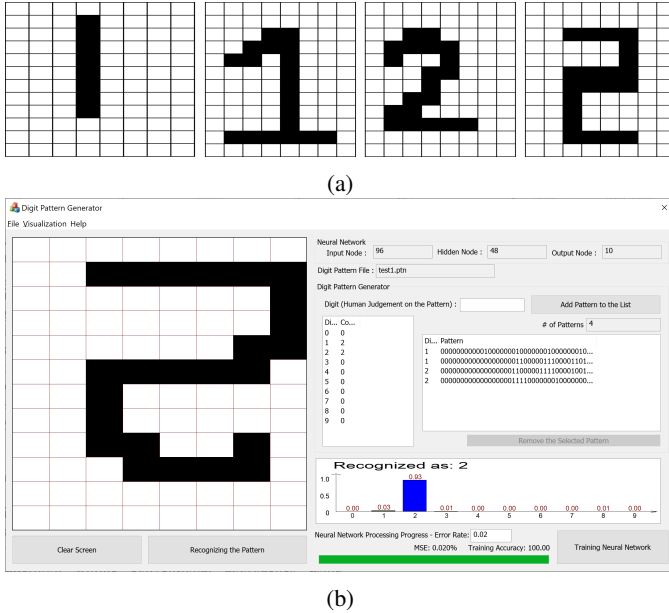 (a)
Digit Pattern Generator ×
File Visualization Help
Neural Network
Input Node : 96 Hidden Node : 48 Output Node : 10
Digit Pattern File : test1.ptn
Digit Pattern Generator
Digit (Human Judgement on the Pattern) : Add Pattern to the List
# of Patterns 4
Di... Co...
0 0
1 2
2 2
3 0
4 0
5 0
6 0
7 0
8 0
9 0
Di... Pattern
1 0000000000100000001000000010000000010...
1 0000000000000000001100000111000001101...
2 0000000000000000001100000111100001001...
2 0000000000000000001111000000010000000...
Remove the Selected Pattern
Recognized as: 2
1.0
0.5
0
0.00 0.03 0.93 0.01 0.00 0.00 0.00 0.01 0.00 0.00
0 1 2 3 4 5 6 7 8 9
Neural Network Processing Progress - Error Rate: 0.02
MSE: 0.020% Training Accuracy: 100.00
Clear Screen Recognizing the Pattern Training Neural Network
(b)